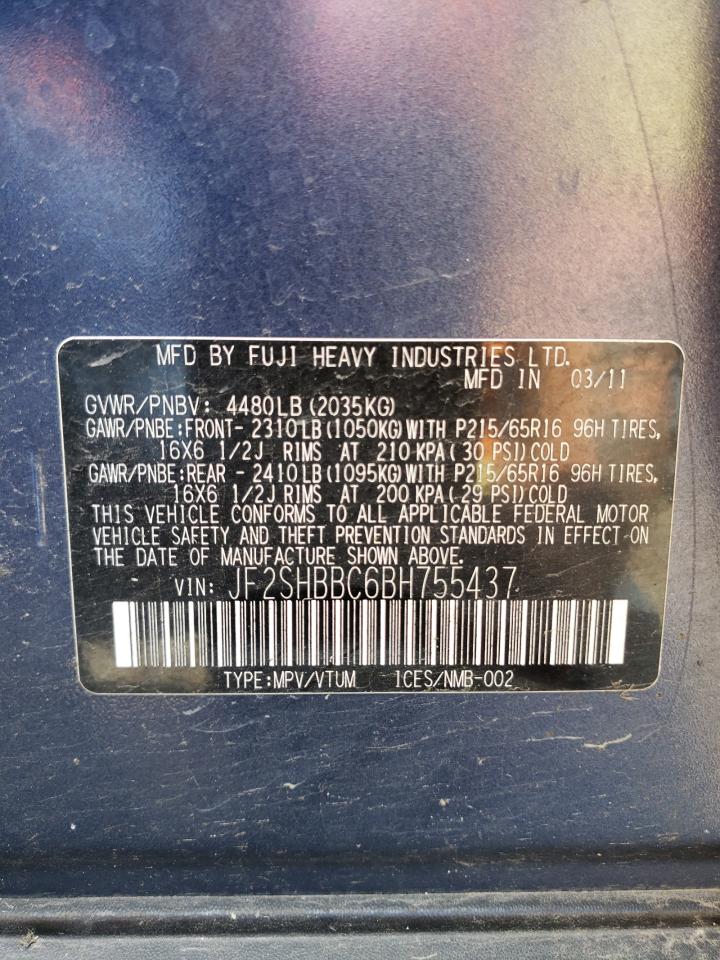 MFD BY FUJI HEAVY INDUSTRIES LTD.
MFD IN 03/11
GVWR/PNBV: 4480LB(2035KG)
GAWR/PNBE:FRONT- 2310LB(1050KG)WITH P215/65R16 96H TIRES,
16X6 1/2J RIMS AT 210 KPA( 30 PSI)COLD
GAWR/PNBE:REAR - 2410LB(1095KG)WITH P215/65R16 96H TIRES,
16X6 1/2J RIMS AT 200 KPA( 29 PSI)COLD
THIS VEHICLE CONFORMS TO ALL APPLICABLE FEDERAL MOTOR
VEHICLE SAFETY AND THEFT PREVENTION STANDARDS IN EFFECT ON
THE DATE OF MANUFACTURE SHOWN ABOVE.
VIN: JF2SHBBC6BH755437
TYPE:MPV/VTUM ICES/NMB-002